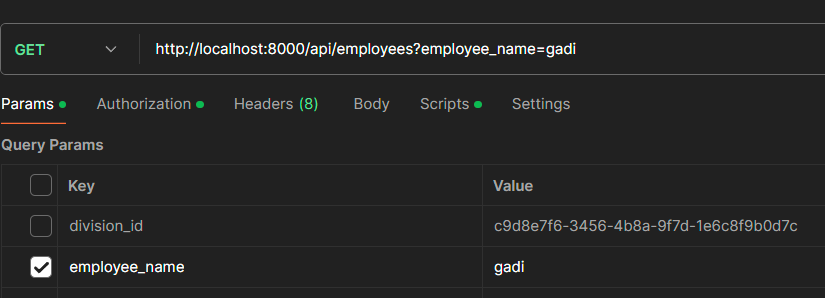 GET http://localhost:8000/api/employees?employee_name=gadi
Params Authorization Headers (8) Body Scripts Settings
Query Params
Key Value
division_id c9d8e7f6-3456-4b8a-9f7d-1e6c8f9b0d7c
employee_name gadi